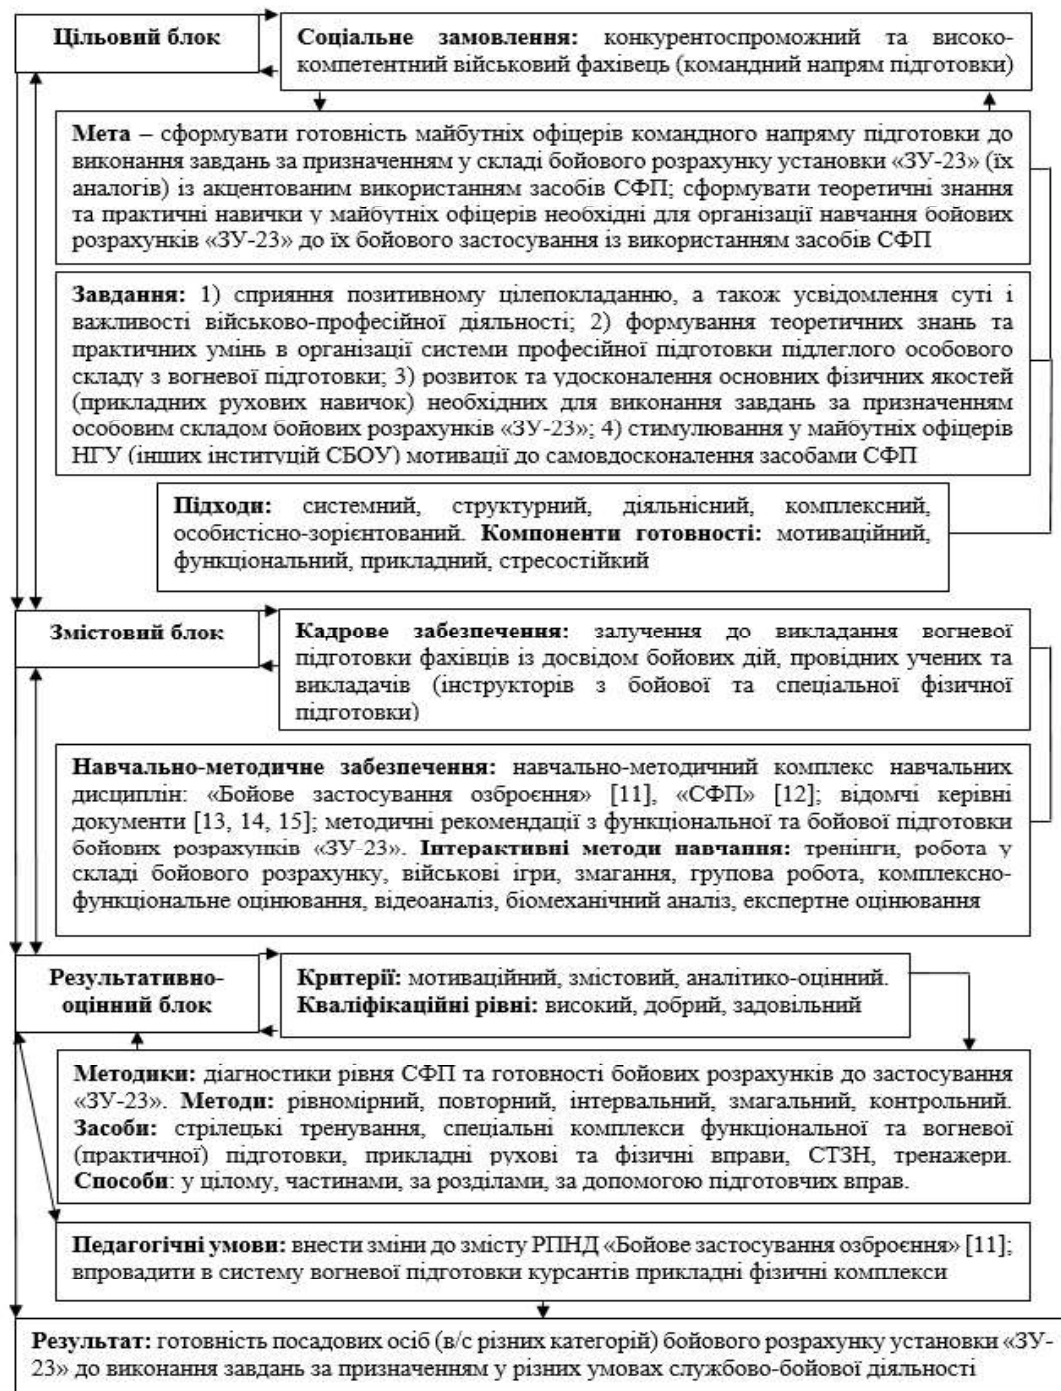 Цільовий блок
Соціальне замовлення: конкурентоспроможний та високо-
компетентний військовий фахівець (командний напрям підготовки)
Мета – сформувати готовність майбутніх офіцерів командного напряму підготовки до
виконання завдань за призначенням у складі бойового розрахунку установки «ЗУ-23» (їх
аналогів) із акцентованим використанням засобів СФП; сформувати теоретичні знання
та практичні навички у майбутніх офіцерів необхідні для організації навчання бойових
розрахунків «ЗУ-23» до їх бойового застосування із використанням засобів СФП
Завдання: 1) сприяння позитивному цілепокладанню, а також усвідомлення суті і
важливості військово-професійної діяльності; 2) формування теоретичних знань та
практичних умінь в організації системи професійної підготовки підлеглого особового
складу з вогневої підготовки; 3) розвиток та удосконалення основних фізичних якостей
(прикладних рухових навичок) необхідних для виконання завдань за призначенням
особовим складом бойових розрахунків «ЗУ-23»; 4) стимулювання у майбутніх офіцерів
НГУ (інших інституцій СБОУ) мотивації до самовдосконалення засобами СФП
Підходи: системний, структурний, діяльнісний, комплексний,
особистісно-зорієнтований. Компоненти готовності: мотиваційний,
функціональний, прикладний, стресостійкий
Змістовий блок
Кадрове забезпечення: залучення до викладання вогневої
підготовки фахівців із досвідом бойових дій, провідних учених та
викладачів (інструкторів з бойової та спеціальної фізичної
підготовки)
Навчально-методичне забезпечення: навчально-методичний комплекс навчальних
дисциплін: «Бойове застосування озброєння» [11], «СФП» [12]; відомчі керівні
документи [13, 14, 15]; методичні рекомендації з функціональної та бойової підготовки
бойових розрахунків «ЗУ-23». Інтерактивні методи навчання: тренінги, робота у
складі бойового розрахунку, військові ігри, змагання, групова робота, комплексно-
функціональне оцінювання, відеоаналіз, біомеханічний аналіз, експертне оцінювання
Результативно-
оцінний блок
Критерії: мотиваційний, змістовий, аналітико-оцінний.
Кваліфікаційні рівні: високий, добрий, задовільний
Методики: діагностики рівня СФП та готовності бойових розрахунків до застосування
«ЗУ-23». Методи: рівномірний, повторний, інтервальний, змагальний, контрольний.
Засоби: стрілецькі тренування, спеціальні комплекси функціональної та вогневої
(практичної) підготовки, прикладні рухові та фізичні вправи, СТЗН, тренажери.
Способи: у цілому, частинами, за розділами, за допомогою підготовчих вправ.
Педагогічні умови: внести зміни до змісту РПНД «Бойове застосування озброєння» [11];
впровадити в систему вогневої підготовки курсантів прикладні фізичні комплекси
Результат: готовність посадових осіб (в/с різних категорій) бойового розрахунку установки «ЗУ-
23» до виконання завдань за призначенням у різних умовах службово-бойової діяльності